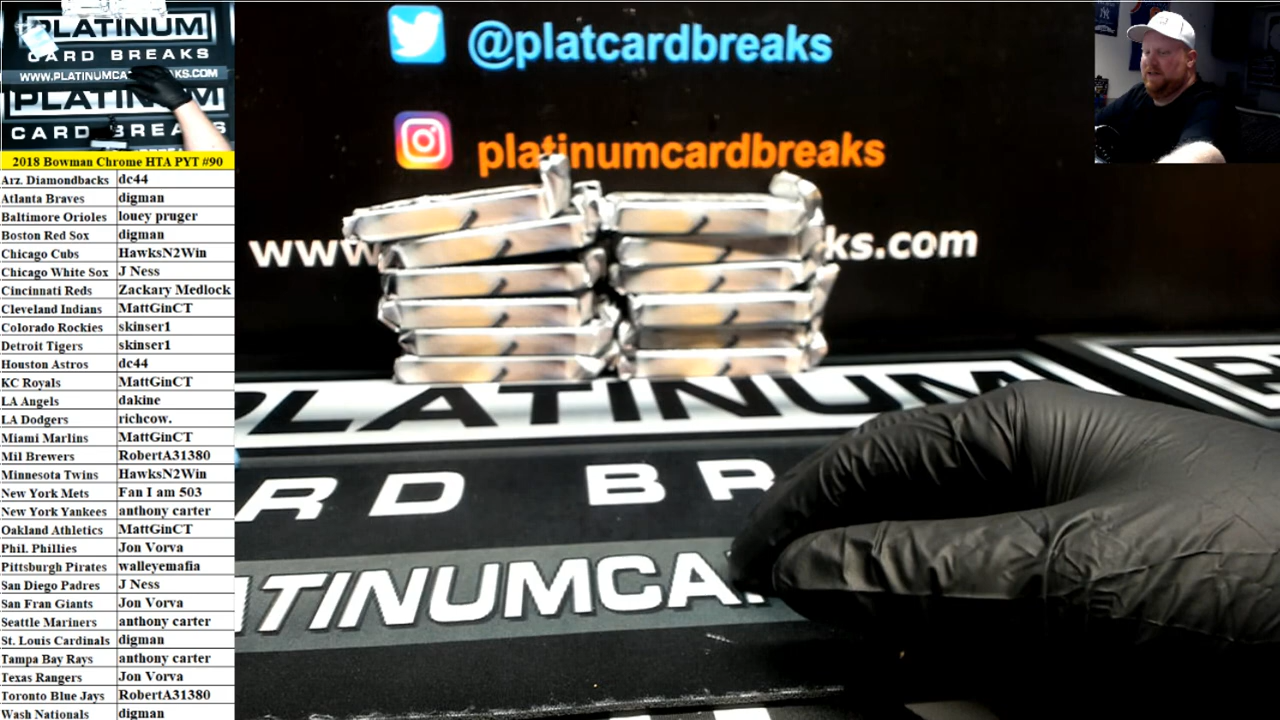 PLATINUM
CARD BREAKS
WWW.PLATINUMCA
KS.COM
PLATINUM
CARD BREAKS
2018 Bowman Chrome HTA PYT #90
Arz. Diamondbacks dc44
Atlanta Braves digman
Baltimore Orioles louey pruger
Boston Red Sox digman
Chicago Cubs HawksN2Win
Chicago White Sox J Ness
Cincinnati Reds Zackary Medlock
Cleveland Indians MattGinCT
Colorado Rockies skinser1
Detroit Tigers skinser1
Houston Astros dc44
KC Royals MattGinCT
LA Angels dakine
LA Dodgers richcow.
Miami Marlins MattGinCT
Mil Brewers RobertA31380
Minnesota Twins HawksN2Win
New York Mets Fan I am 503
New York Yankees anthony carter
Oakland Athletics MattGinCT
Phil. Phillies Jon Vorva
Pittsburgh Pirates walleyemafia
San Diego Padres J Ness
San Fran Giants Jon Vorva
Seattle Mariners anthony carter
St. Louis Cardinals digman
Tampa Bay Rays anthony carter
Texas Rangers Jon Vorva
Toronto Blue Jays RobertA31380
Wash Nationals digman
@platcardbreaks
platinumcardbreaks
www. ks.com
PLATINUM
ARD BR
ATINUMCA